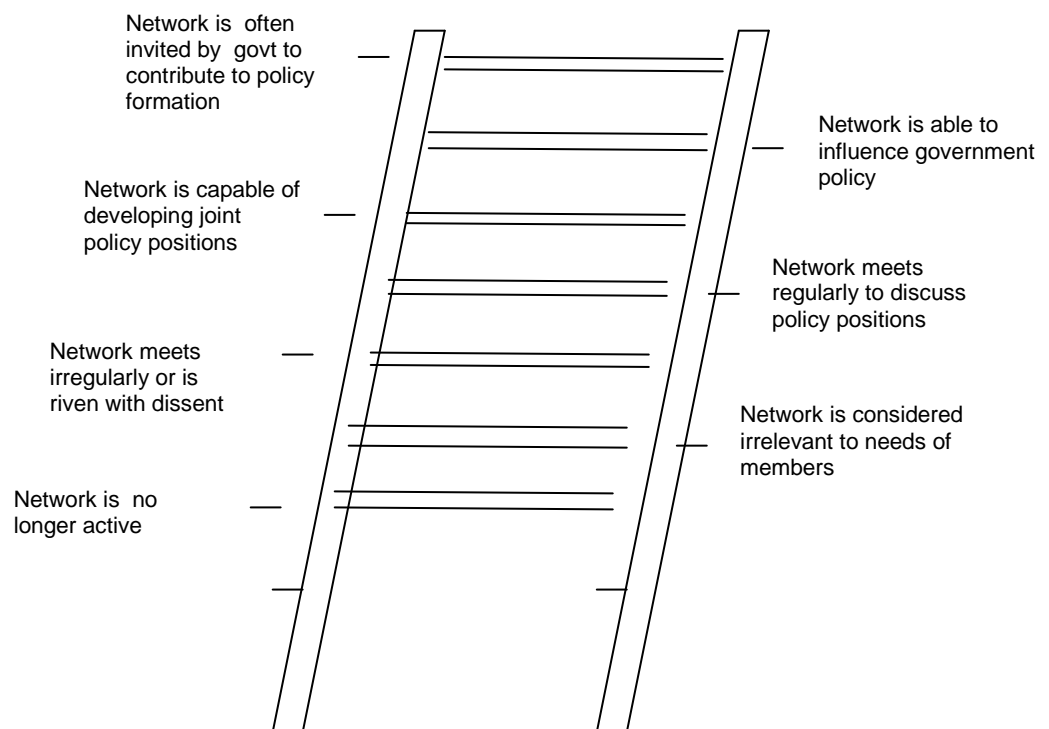 Network is often
invited by govt to
contribute to policy
formation
Network is able to
influence government
policy
Network is capable of
developing joint
policy positions
Network meets
regularly to discuss
policy positions
Network meets
irregularly or is
riven with dissent
Network is considered
irrelevant to needs of
members
Network is no
longer active